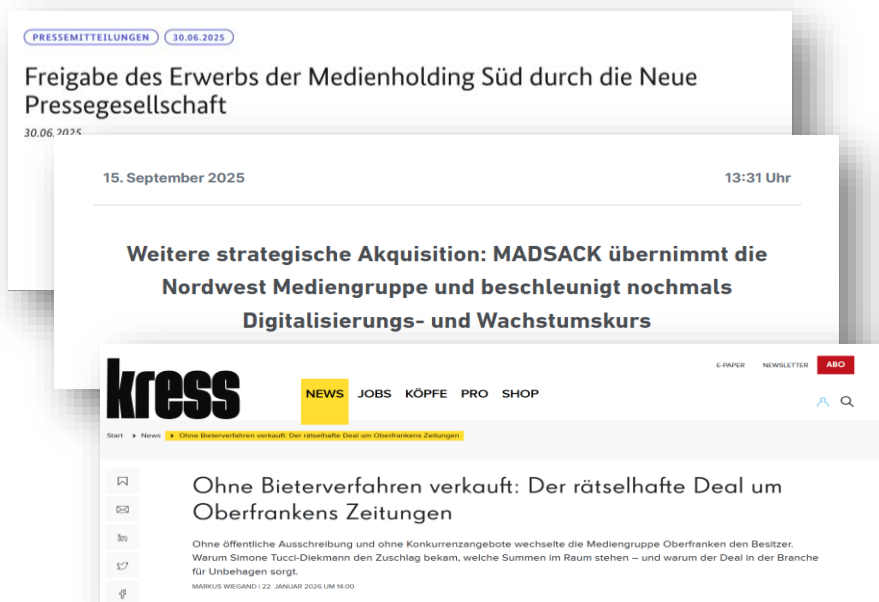 PRESSEMITTEILUNGEN 30.06.2025
Freigabe des Erwerbs der Medienholding Süd durch die Neue
Pressegesellschaft
30.06.2025
15. September 2025 13:31 Uhr
Weitere strategische Akquisition: MADSACK übernimmt die
Nordwest Mediengruppe und beschleunigt nochmals
Digitalisierungs- und Wachstumskurs
E-PAPER NEWSLETTER ABO
kress
NEWS JOBS KÖPFE PRO SHOP
Start News Ohne Bieterverfahren verkauft: Der rätselhafte Deal um Oberfrankens Zeitungen
Ohne Bieterverfahren verkauft: Der rätselhafte Deal um
Oberfrankens Zeitungen
Ohne öffentliche Ausschreibung und ohne Konkurrenzangebote wechselte die Mediengruppe Oberfranken den Besitzer.
Warum Simone Tucci-Diekmann den Zuschlag bekam, welche Summen im Raum stehen – und warum der Deal in der Branche
für Unbehagen sorgt.
MARKUS WIEGAND | 22. JANUAR 2026 UM 14:00